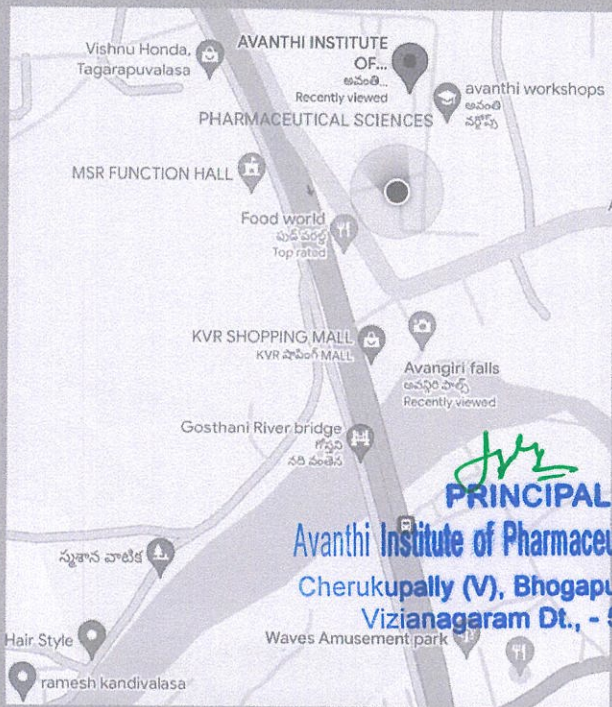 Vishnu Honda,
Tagarapuvalasa
AVANTHI INSTITUTE
OF...
అవంతి...
Recently viewed
PHARMACEUTICAL SCIENCES
avanthi workshops
అవంతి
వర్క్షాప్స్
MSR FUNCTION HALL
Food world
ఫుడ్ వరల్డ్
Top rated
KVR SHOPPING MALL
KVR షాపింగ్ MALL
Avangiri falls
అవంగిరి ఫాల్స్
Recently viewed
Gosthani River bridge
గోస్తని
నది వంతెన
PRINCIPAL
Avanthi Institute of Pharmaceu
Cherukupally (V), Bhogapu
Vizianagaram Dt., - 5
స్మశాన వాటిక
Hair Style
Waves Amusement park
ramesh kandivalasa